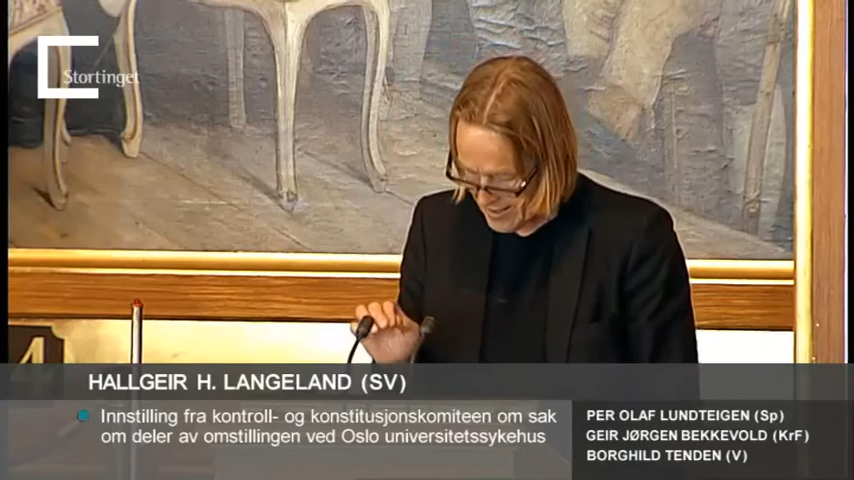 Stortinget
4
HALLGEIR H. LANGELAND (SV)
Innstilling fra kontroll- og konstitusjonskomiteen om sak
om deler av omstillingen ved Oslo universitetssykehus
PER OLAF LUNDTEIGEN (Sp)
GEIR JØRGEN BEKKEVOLD (KrF)
BORGHILD TENDEN (V)